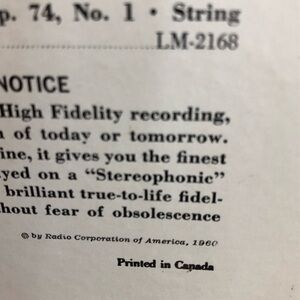 p. 74, No. 1 • String
LM-2168
NOTICE
High Fidelity recording,
of today or tomorrow.
ine, it gives you the finest
yed on a “Stereophonic”
brilliant true-to-life fidel-
hout fear of obsolescence
© by Radio Corporation of America, 1960
Printed in Canada